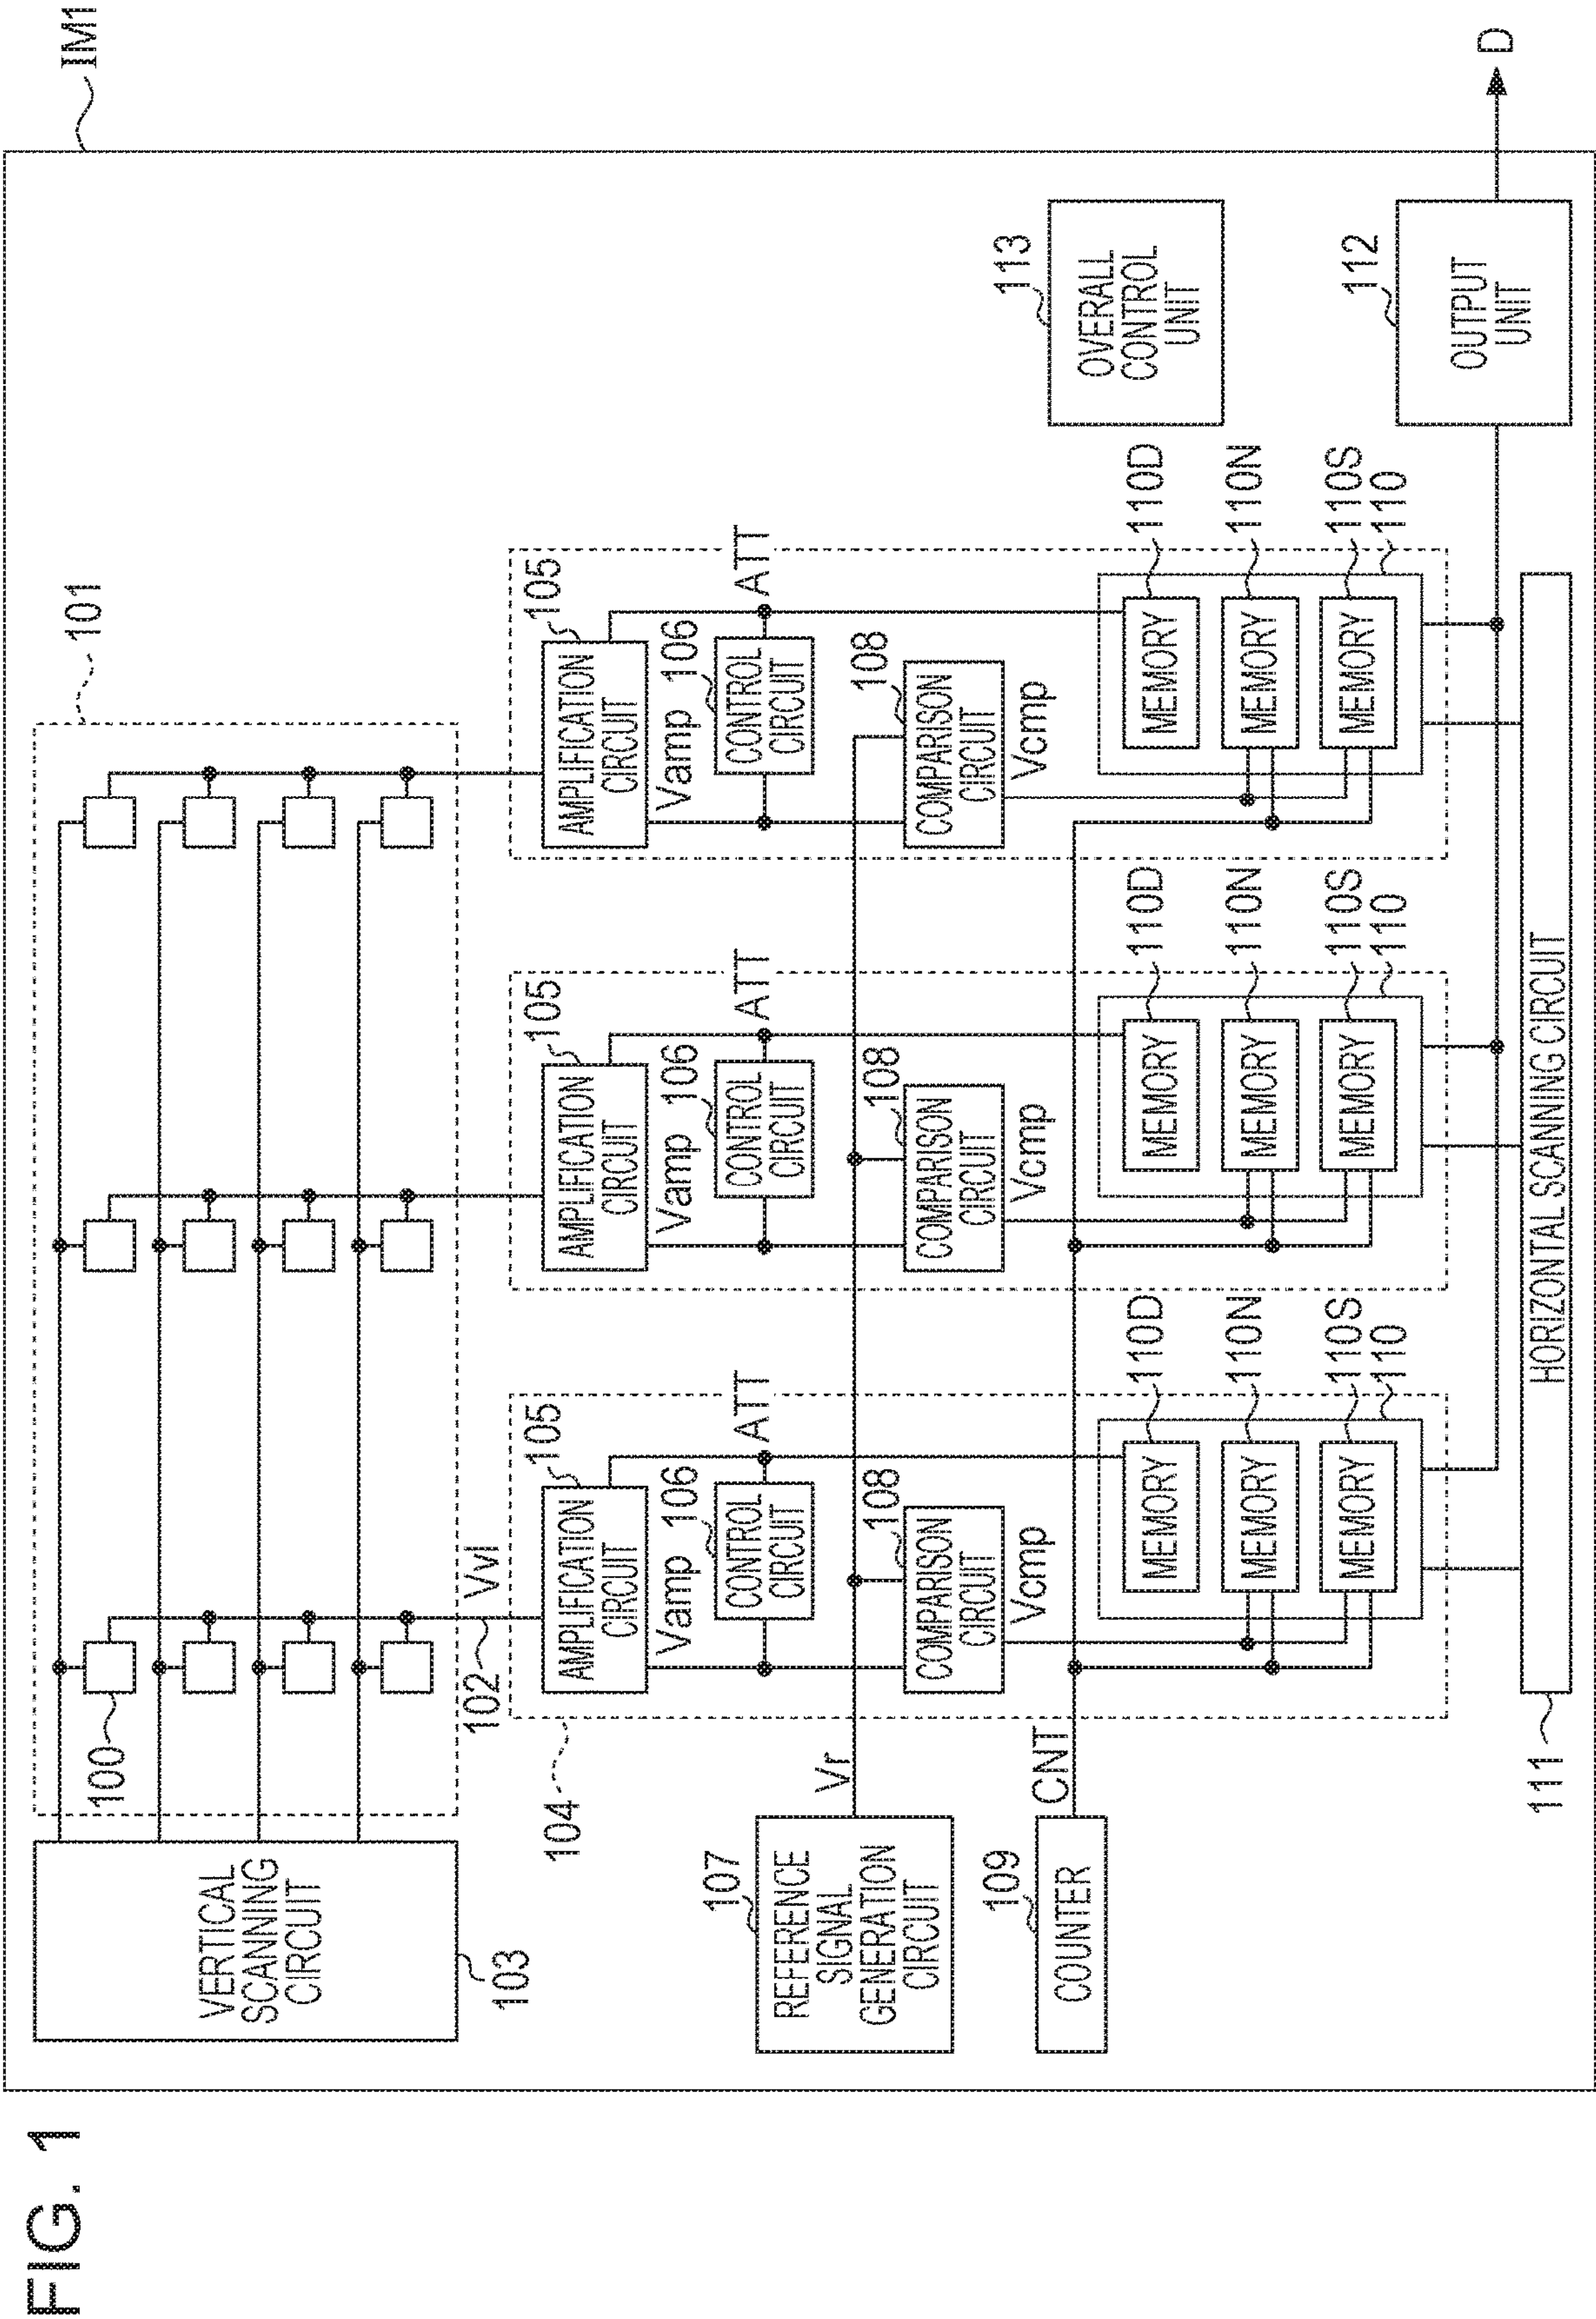 FIG. 1
IM1
101
VERTICAL
SCANNING
CIRCUIT
103
100
102
Vvl
104
105
AMPLIFICATION
CIRCUIT
Vamp
106
CONTROL
CIRCUIT
ATT
105
AMPLIFICATION
CIRCUIT
Vamp
106
CONTROL
CIRCUIT
ATT
105
AMPLIFICATION
CIRCUIT
Vamp
106
CONTROL
CIRCUIT
ATT
107
REFERENCE
SIGNAL
GENERATION
CIRCUIT
Vr
108
COMPARISON
CIRCUIT
Vcmp
108
COMPARISON
CIRCUIT
Vcmp
108
COMPARISON
CIRCUIT
Vcmp
109
COUNTER
CNT
MEMORY
110D
MEMORY
110N
MEMORY
110S
110
MEMORY
110D
MEMORY
110N
MEMORY
110S
110
MEMORY
110D
MEMORY
110N
MEMORY
110S
110
113
OVERALL
CONTROL
UNIT
112
OUTPUT
UNIT
D
111
HORIZONTAL SCANNING CIRCUIT